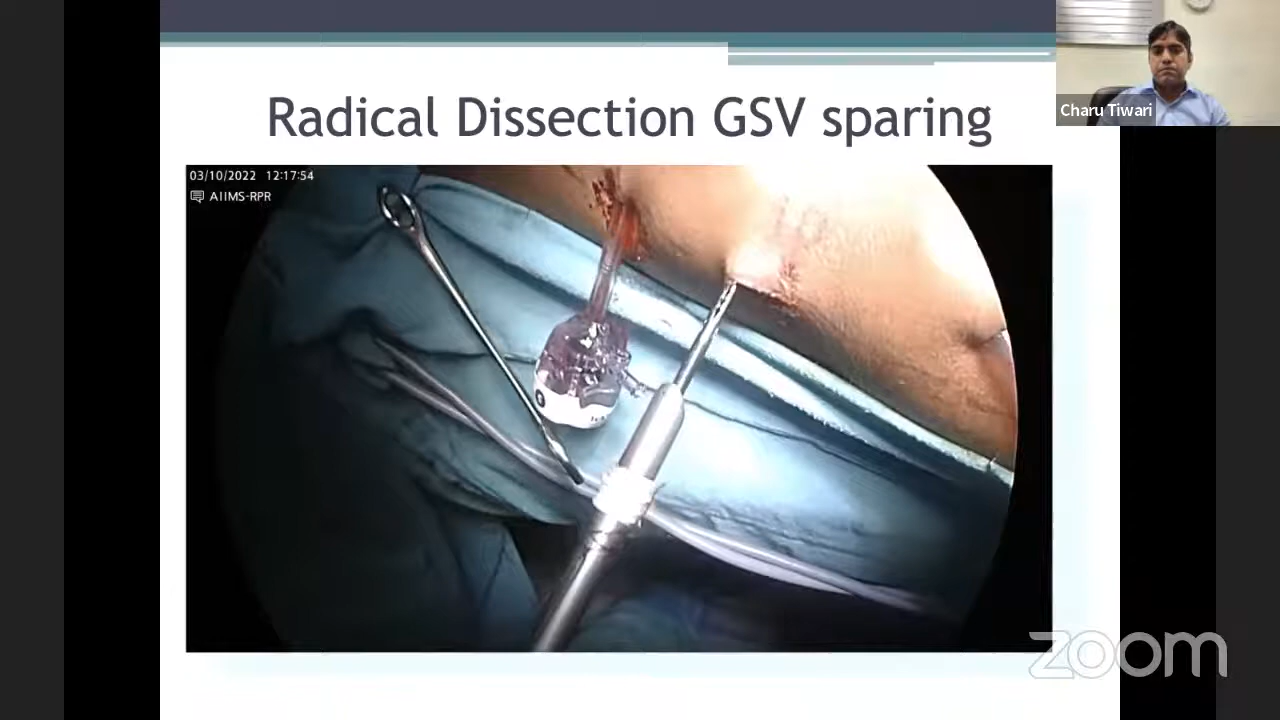 Radical Dissection GSV sparing
Charu Tiwari
03/10/2022 12:17:54
AIIMS-RPR
zoom